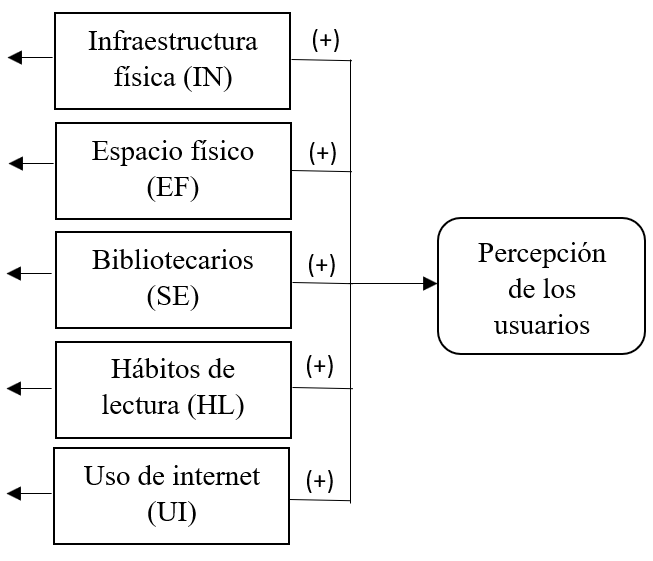 Infraestructura
física (IN)
(+)
Espacio físico
(EF)
(+)
Bibliotecarios
(SE)
(+)
Hábitos de
lectura (HL)
(+)
Uso de internet
(UI)
(+)
Percepción
de los
usuarios